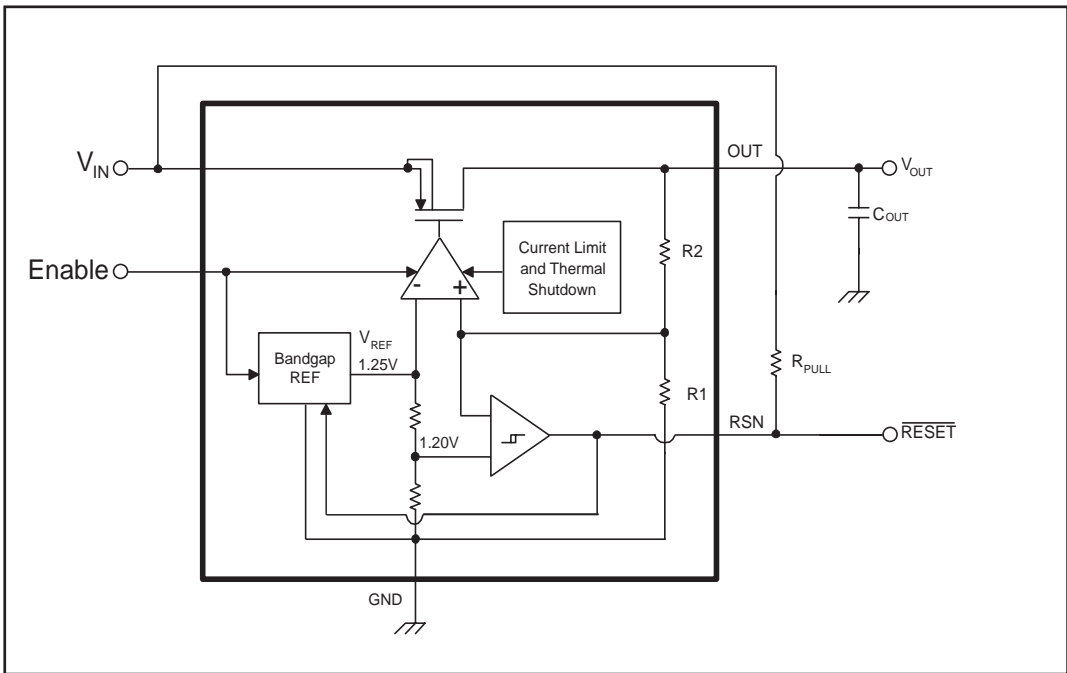 V_IN
OUT
V_OUT
C_OUT
Current Limit
and Thermal
Shutdown
R2
Enable
-
+
V_REF
1.25V
Bandgap
REF
R_PULL
R1
RSN
1.20V
RESET
GND